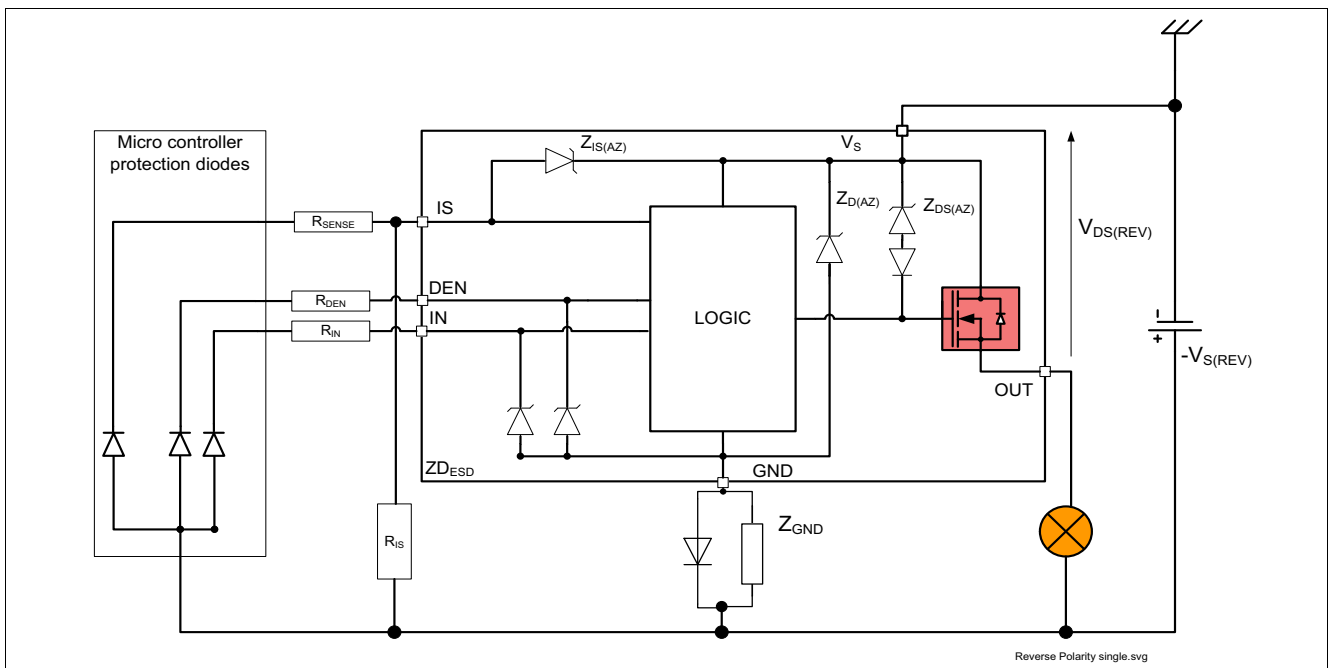 Micro controller
protection diodes
Z_IS(AZ)
V_S
Z_D(AZ)
Z_DS(AZ)
V_DS(REV)
R_SENSE
IS
R_DEN
DEN
R_IN
IN
LOGIC
-
+
-V_S(REV)
OUT
ZD_ESD
GND
Z_GND
R_IS
Reverse Polarity single.svg